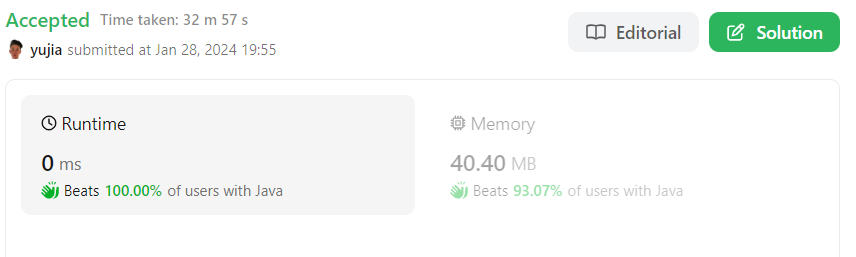 Accepted Time taken: 32 m 57 s
yujia submitted at Jan 28, 2024 19:55
Editorial
Solution
Runtime
0 ms
Beats 100.00% of users with Java
Memory
40.40 MB
Beats 93.07% of users with Java